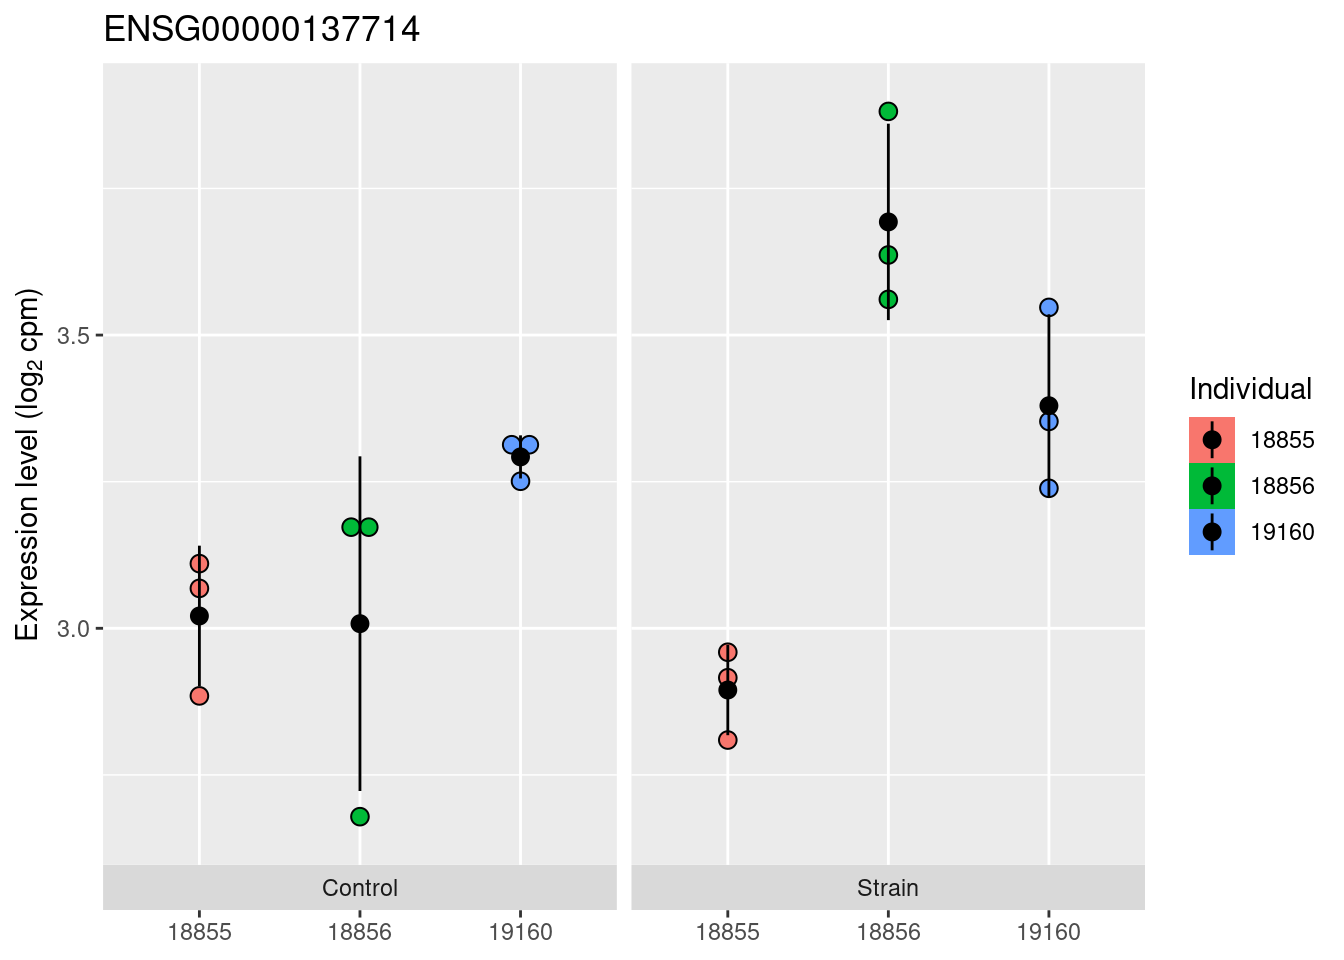 ENSG00000137714
Expression level (log₂ cpm)
3.5
3.0
Control
Strain
18855
18856
19160
18855
18856
19160
Individual
18855
18856
19160